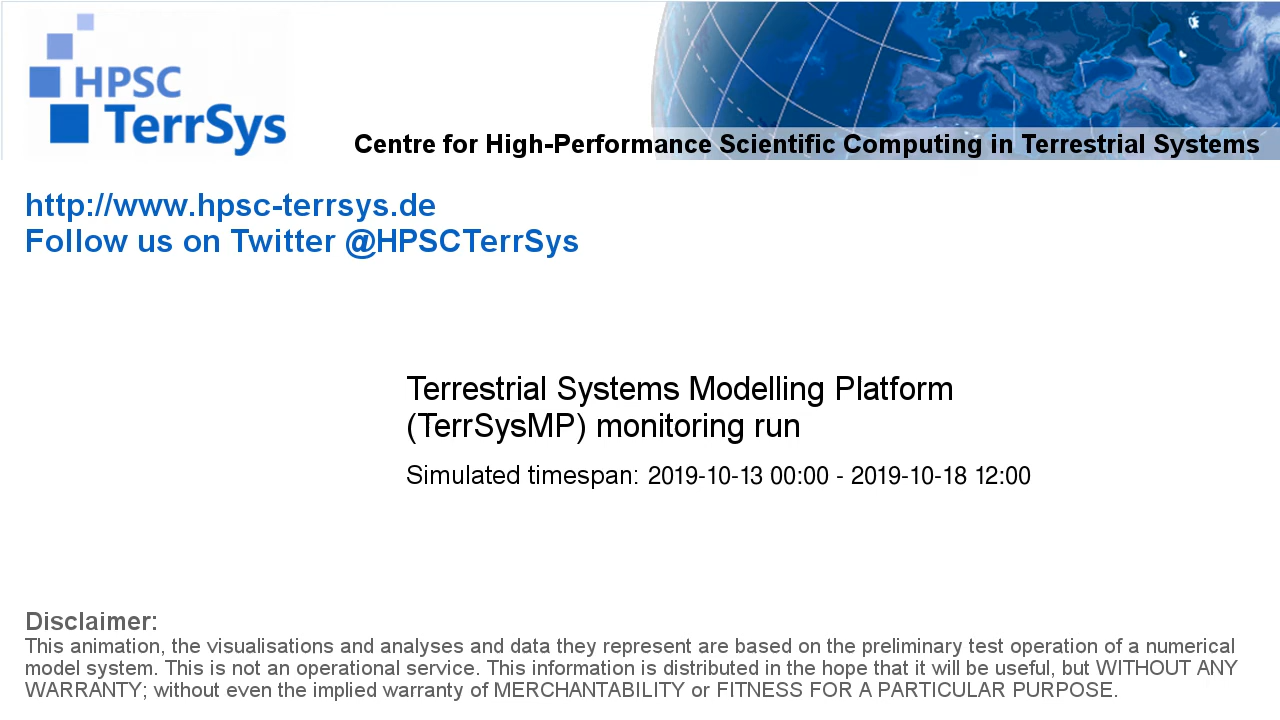 HPSC
TerrSys
Centre for High-Performance Scientific Computing in Terrestrial Systems
http://www.hpsc-terrsys.de
Follow us on Twitter @HPSCTerrSys
Terrestrial Systems Modelling Platform
(TerrSysMP) monitoring run
Simulated timespan: 2019-10-13 00:00 - 2019-10-18 12:00
Disclaimer:
This animation, the visualisations and analyses and data they represent are based on the preliminary test operation of a numerical
model system. This is not an operational service. This information is distributed in the hope that it will be useful, but WITHOUT ANY
WARRANTY; without even the implied warranty of MERCHANTABILITY or FITNESS FOR A PARTICULAR PURPOSE.